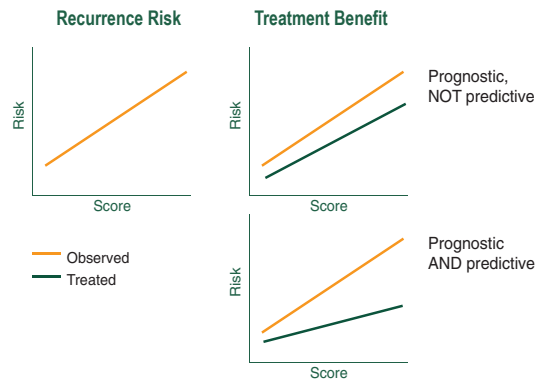 Recurrence Risk
Treatment Benefit
Risk
Score
Risk
Score
Prognostic,
NOT predictive
Observed
Treated
Risk
Score
Prognostic
AND predictive